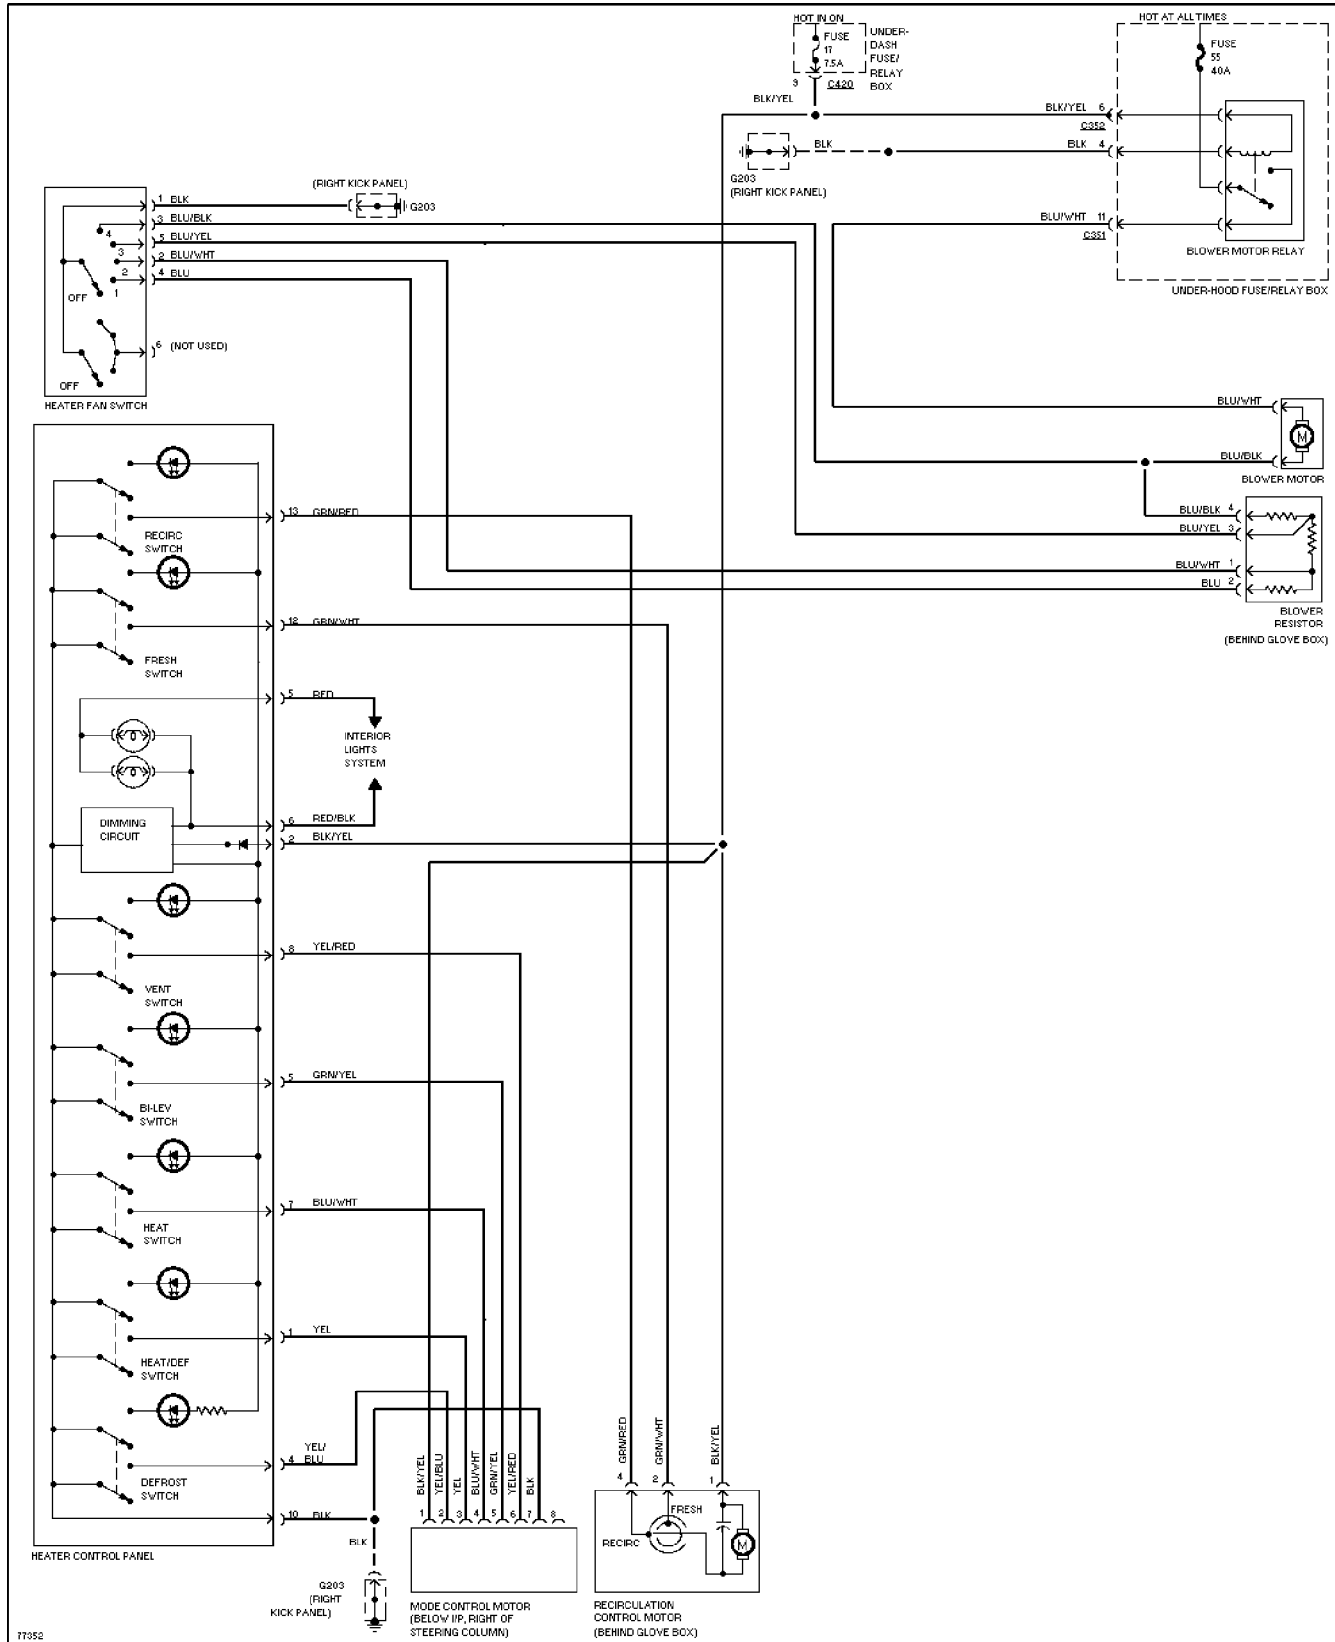 HOT IN ON
FUSE
17
7.5A
UNDER-
DASH
FUSE/
RELAY
BOX
9
C420
BLK/YEL
HOT AT ALL TIMES
FUSE
55
40A
BLK/YEL 6
C352
BLK 4
BLK
G203
(RIGHT KICK PANEL)
BLU/WHT 11
C351
BLOWER MOTOR RELAY
UNDER-HOOD FUSE/RELAY BOX
(RIGHT KICK PANEL)
G203
1 BLK
3 BLU/BLK
5 BLU/YEL
2 BLU/WHT
4 BLU
4
3
2
1
OFF
6 (NOT USED)
OFF
HEATER FAN SWITCH
BLU/WHT
M
BLU/BLK
BLOWER MOTOR
BLU/BLK 4
BLU/YEL 3
BLU/WHT 1
BLU 2
BLOWER
RESISTOR
(BEHIND GLOVE BOX)
13 GRN/RED
RECIRC
SWITCH
12 GRN/WHT
FRESH
SWITCH
5 RED
INTERIOR
LIGHTS
SYSTEM
DIMMING
CIRCUIT
6 RED/BLK
2 BLK/YEL
8 YEL/RED
VENT
SWITCH
5 GRN/YEL
BI-LEV
SWITCH
7 BLU/WHT
HEAT
SWITCH
1 YEL
HEAT/DEF
SWITCH
4 YEL/
BLU
DEFROST
SWITCH
10 BLK
HEATER CONTROL PANEL
BLK
G203
(RIGHT
KICK PANEL)
BLK/YEL
YEL/BLU
YEL
BLU/WHT
GRN/YEL
YEL/RED
BLK
1 2 3 4 5 6 7 8
MODE CONTROL MOTOR
(BELOW I/P, RIGHT OF
STEERING COLUMN)
GRN/RED
GRN/WHT
BLK/YEL
4 2 1
FRESH
RECIRC
M
RECIRCULATION
CONTROL MOTOR
(BEHIND GLOVE BOX)
77352